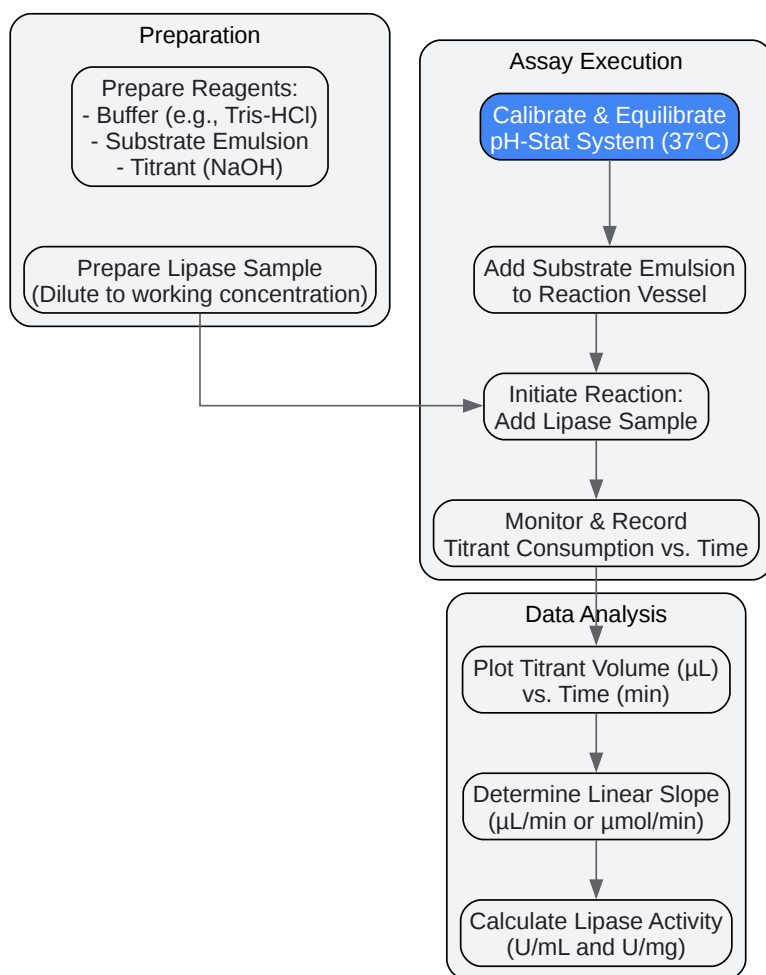 Preparation
Prepare Reagents:
- Buffer (e.g., Tris-HCl)
- Substrate Emulsion
- Titrant (NaOH)
Prepare Lipase Sample
(Dilute to working concentration)
Assay Execution
Calibrate & Equilibrate
pH-Stat System (37°C)
Add Substrate Emulsion
to Reaction Vessel
Initiate Reaction:
Add Lipase Sample
Monitor & Record
Titrant Consumption vs. Time
Data Analysis
Plot Titrant Volume (µL)
vs. Time (min)
Determine Linear Slope
(µL/min or µmol/min)
Calculate Lipase Activity
(U/mL and U/mg)